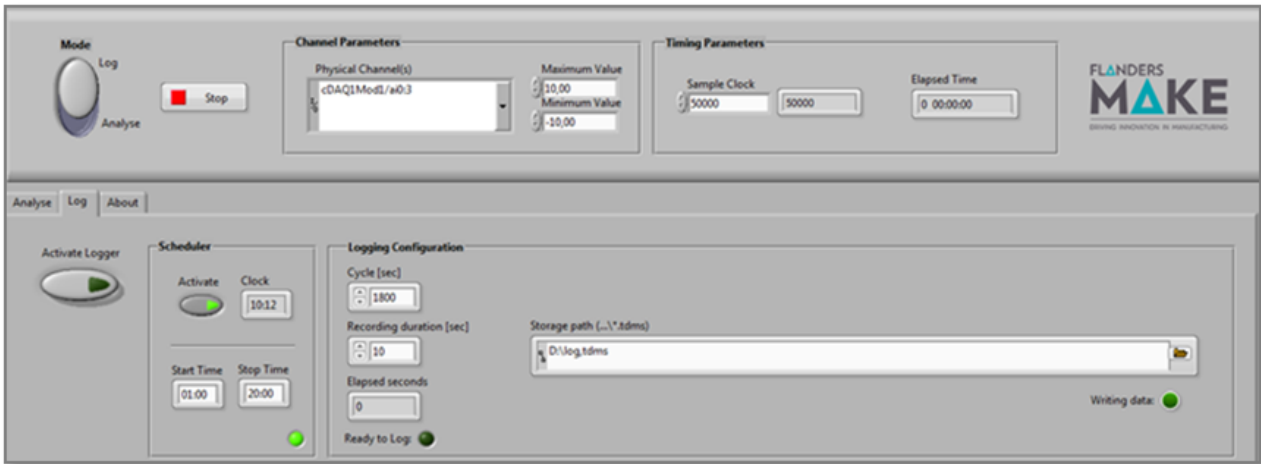 Mode
Log
Analyse
Stop
Channel Parameters
Physical Channel(s)
cDAQ1Mod1/ai0:3
Maximum Value
10,00
Minimum Value
-10,00
Timing Parameters
Sample Clock
50000
50000
Elapsed Time
0 00:00:00
FLANDERS
MAKE
DRIVING INNOVATION IN MANUFACTURING
Analyse Log About
Activate Logger
Scheduler
Activate
Clock
10:12
Start Time
01:00
Stop Time
20:00
Logging Configuration
Cycle [sec]
1800
Recording duration [sec]
10
Elapsed seconds
0
Ready to Log:
Storage path (...\*.tdms)
D:\log,tdms
Writing data: